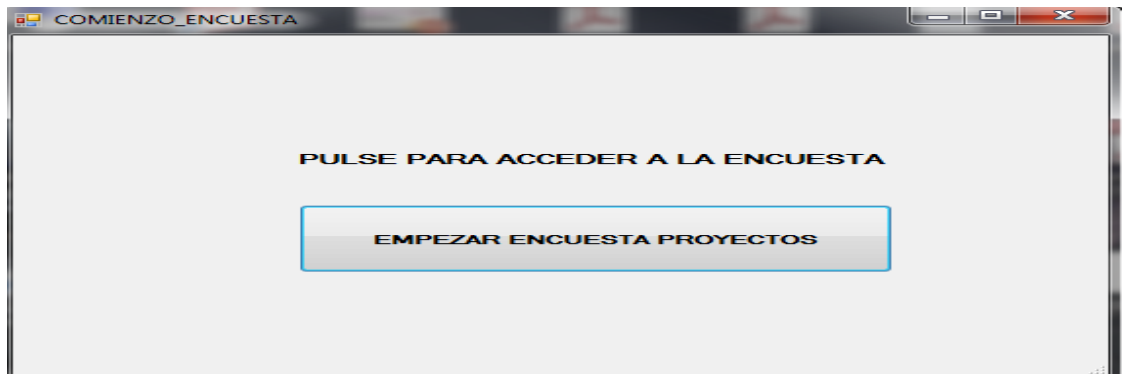 COMIENZO_ENCUESTA
PULSE PARA ACCEDER A LA ENCUESTA
EMPEZAR ENCUESTA PROYECTOS